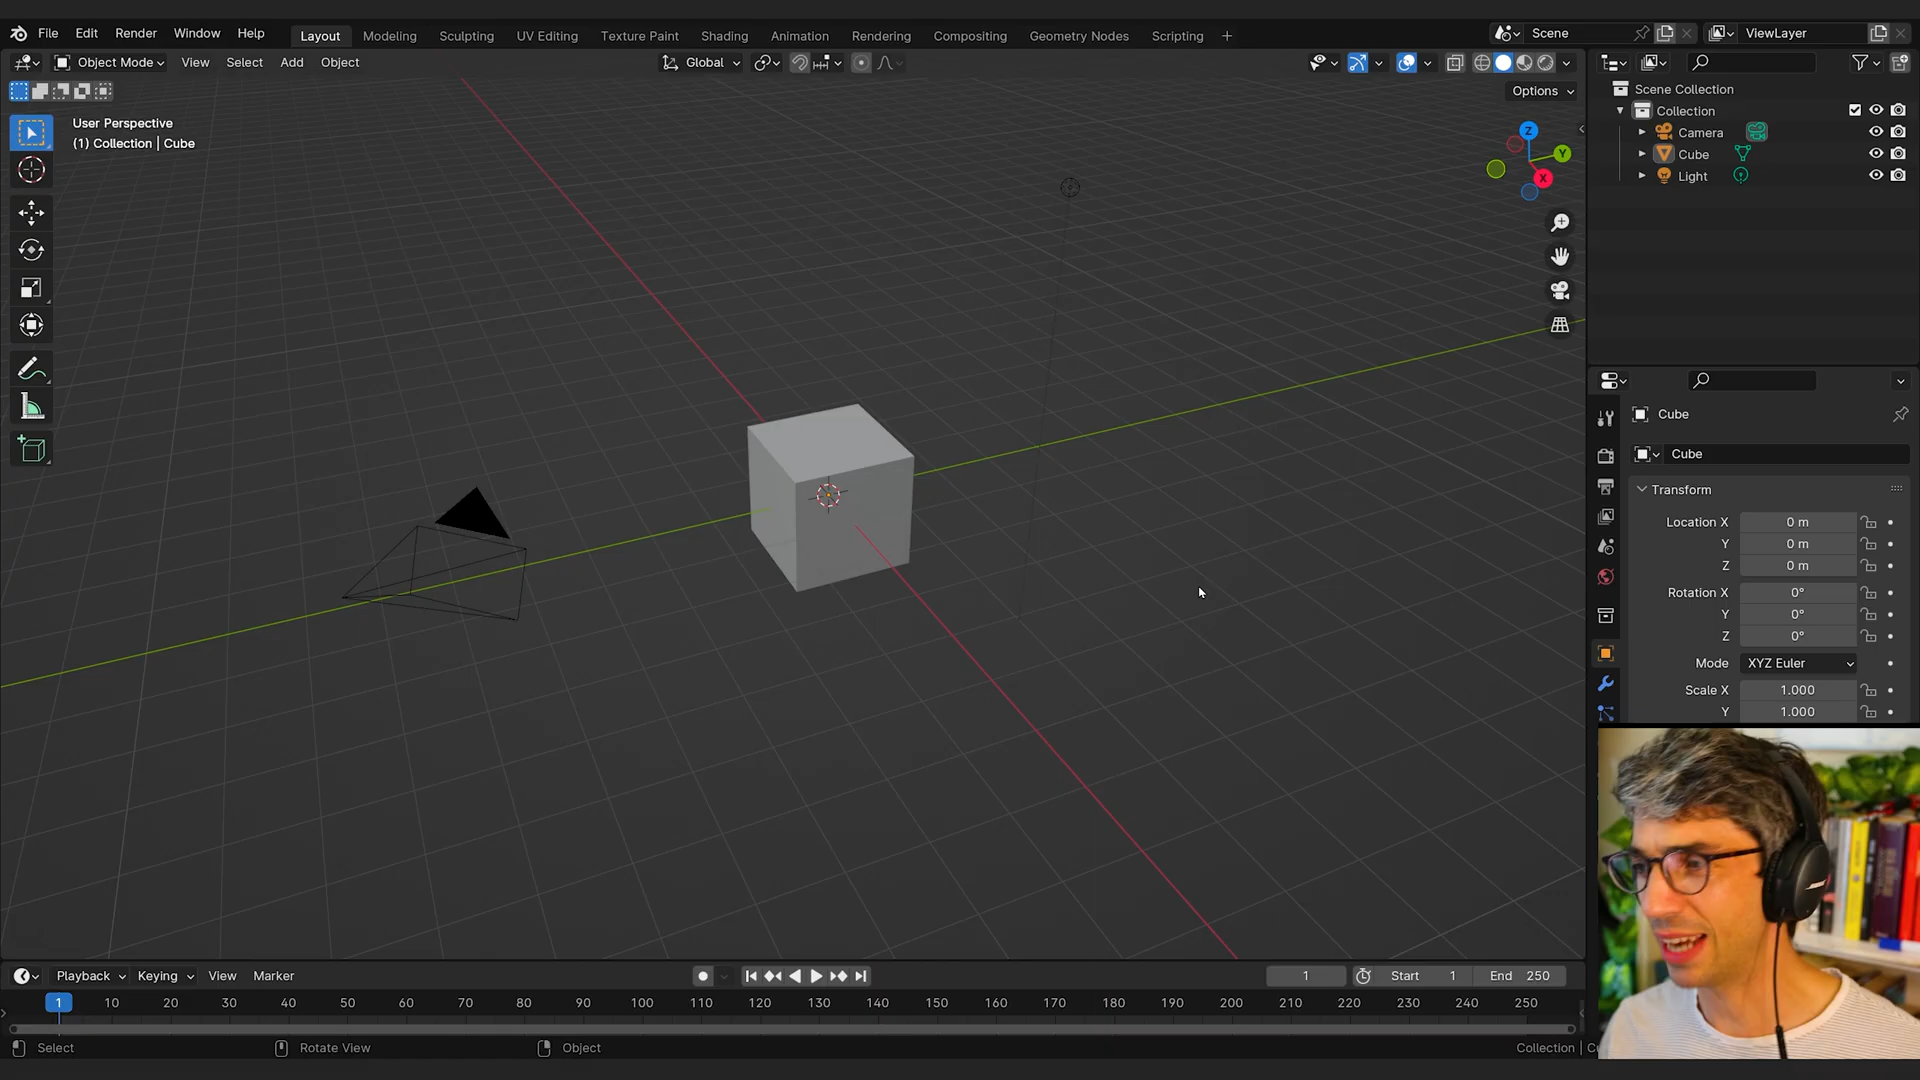 File Edit Render Window Help Layout Modeling Sculpting UV Editing Texture Paint Shading Animation Rendering Compositing Geometry Nodes Scripting + Scene ViewLayer
Object Mode View Select Add Object Global
Options
User Perspective
(1) Collection | Cube
Z
Y
X
Scene Collection
Collection
Camera
Cube
Light
Cube
Cube
Transform
Location X 0 m
Y 0 m
Z 0 m
Rotation X 0°
Y 0°
Z 0°
Mode XYZ Euler
Scale X 1.000
Y 1.000
Playback Keying View Marker 1 Start 1 End 250
1 10 20 30 40 50 60 70 80 90 100 110 120 130 140 150 160 170 180 190 200 210 220 230 240 250
Select Rotate View Object Collection |